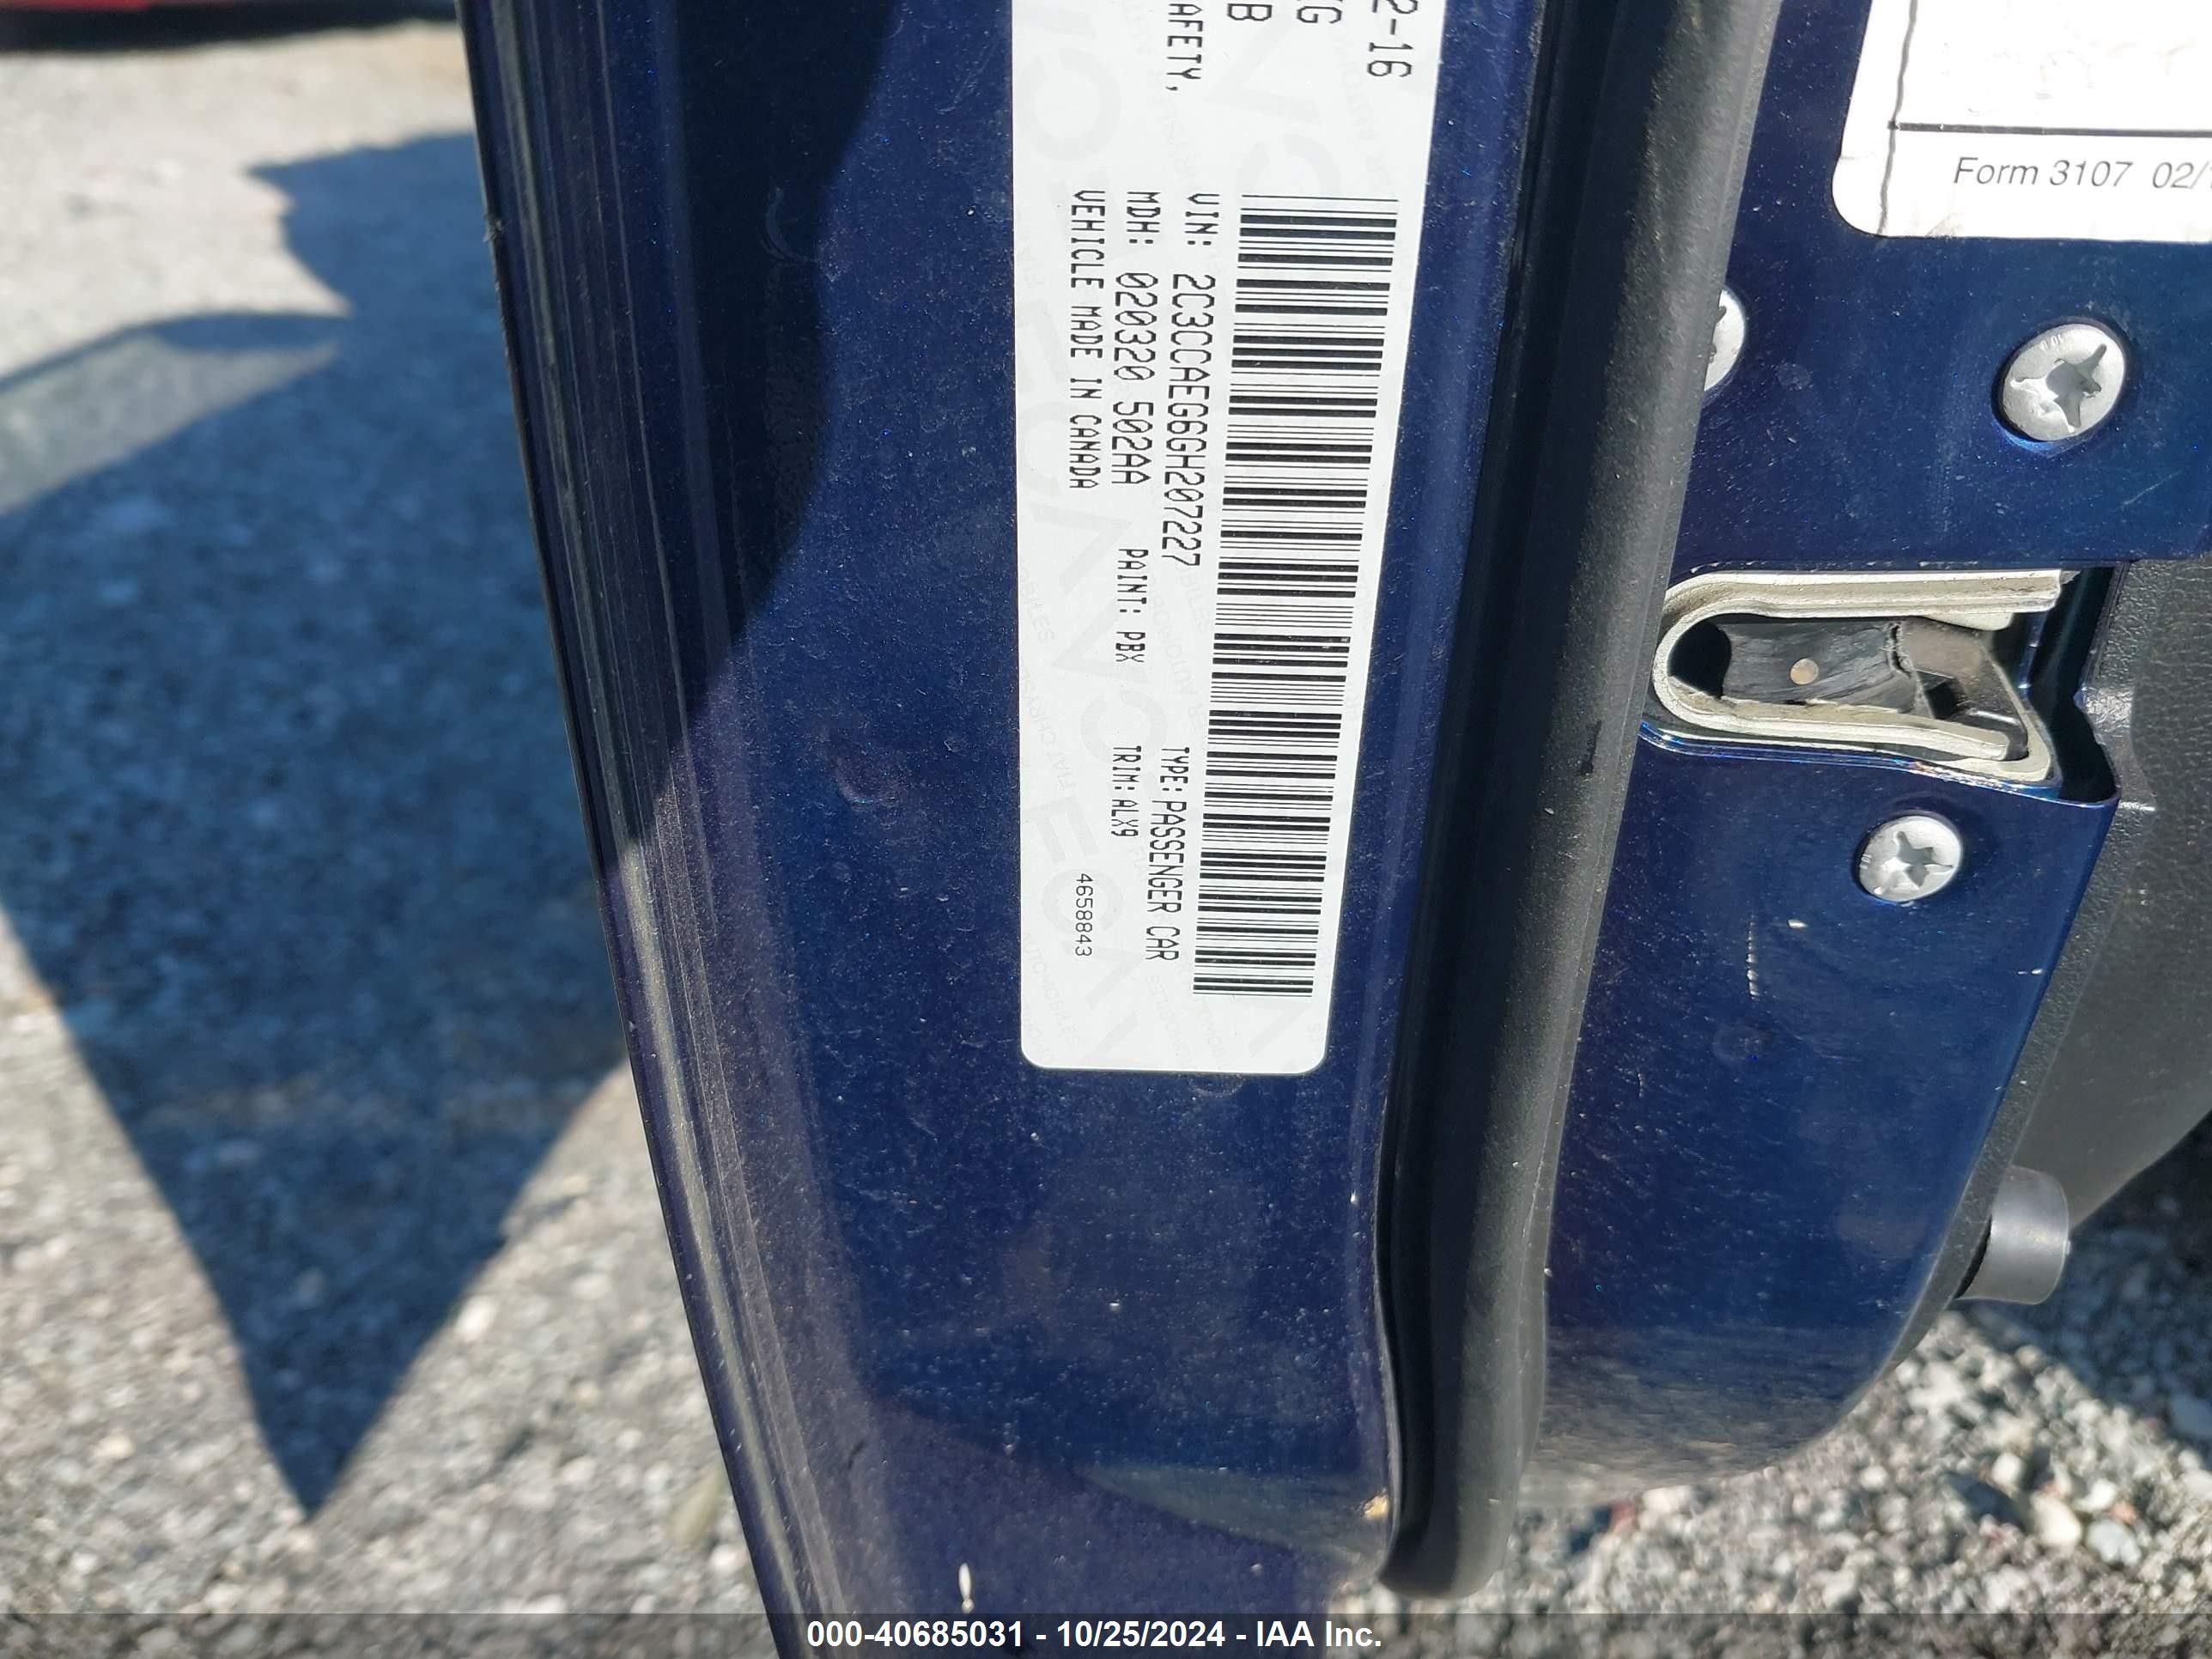 2-16
KG
B
AFETY,
VIN: 2C3CCAEG6GH207227 TYPE: PASSENGER CAR
MDH: 020320 502AA PAINT: PBX TRIM: ALX9
VEHICLE MADE IN CANADA 4658843
Form 3107 02/
000-40685031 - 10/25/2024 - IAA Inc.